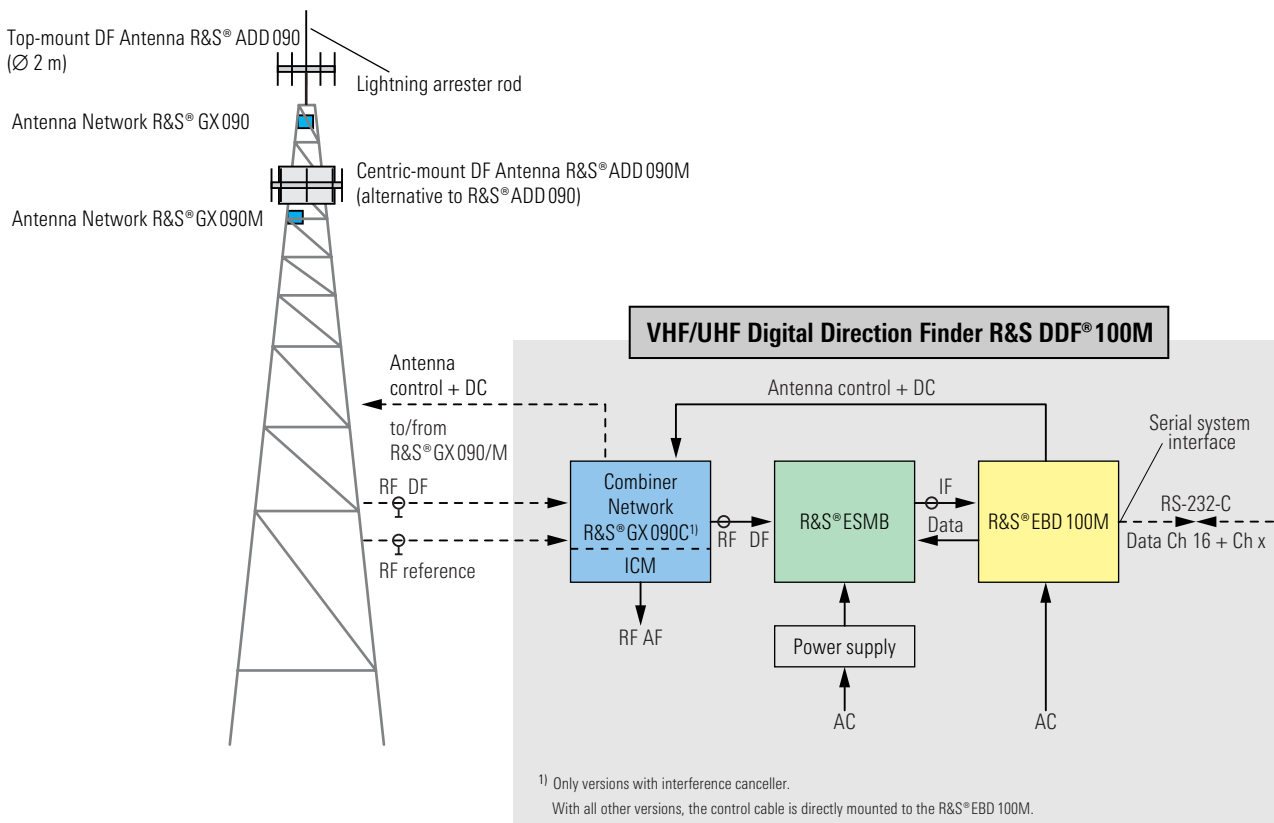 Top-mount DF Antenna R&S® ADD 090
(Ø 2 m)
Lightning arrester rod
Antenna Network R&S® GX 090
Centric-mount DF Antenna R&S® ADD 090M
(alternative to R&S® ADD 090)
Antenna Network R&S® GX 090M
VHF/UHF Digital Direction Finder R&S DDF® 100M
Antenna
control + DC
to/from
R&S® GX 090/M
Antenna control + DC
Serial system
interface
RF DF
RF reference
Combiner
Network
R&S® GX 090C1)
ICM
RF DF
R&S® ESMB
IF
Data
R&S® EBD 100M
RS-232-C
Data Ch 16 + Ch x
RF AF
Power supply
AC
AC
1) Only versions with interference canceller.
With all other versions, the control cable is directly mounted to the R&S® EBD 100M.